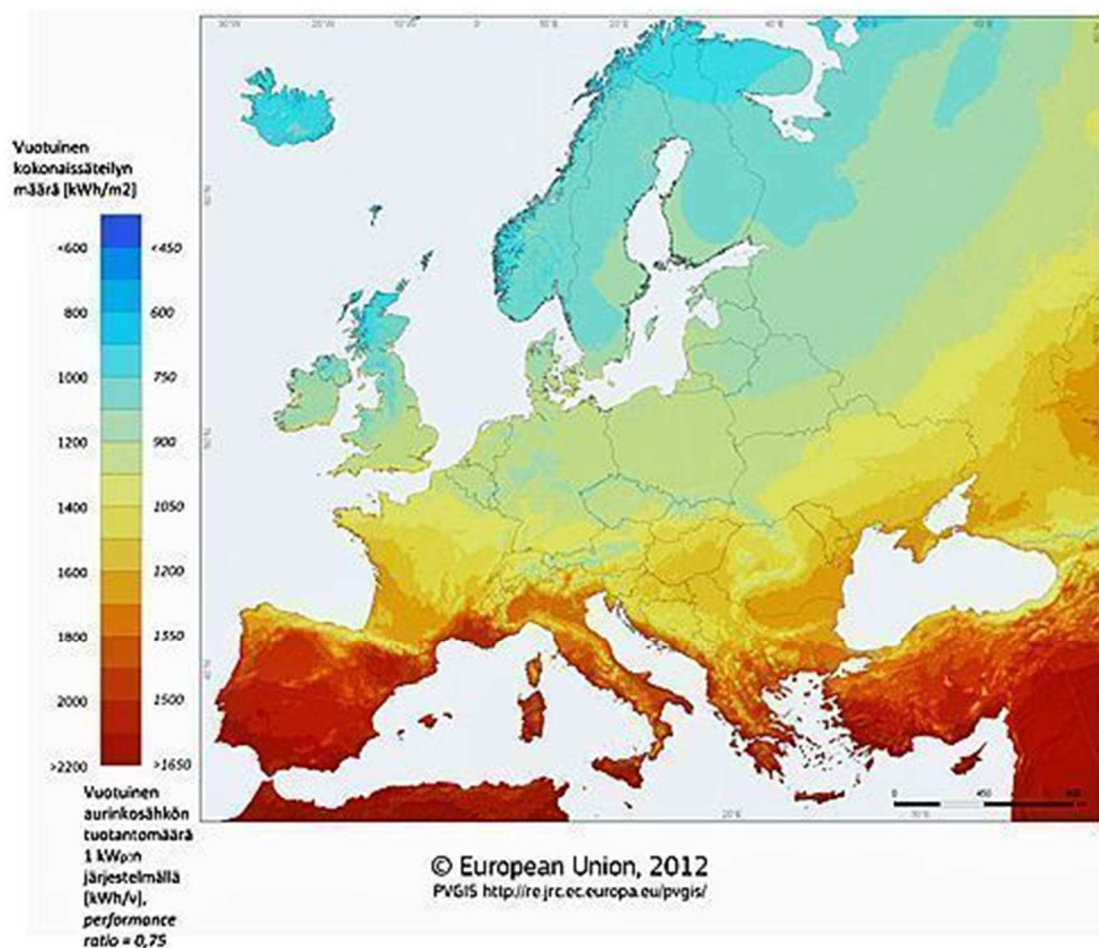 Vuotuinen
kokonaissäteilyn
määrä [kWh/m2]
<600 <450
800 600
1000 750
1200 900
1400 1050
1600 1200
1800 1350
2000 1500
>2200 >1650
Vuotuinen
aurinkosähkön
tuotantomäärä
1 kWp:n
järjestelmällä
[kWh/v],
performance
ratio = 0,75
© European Union, 2012
PVGIS http://re.jrc.ec.europa.eu/pvgis/